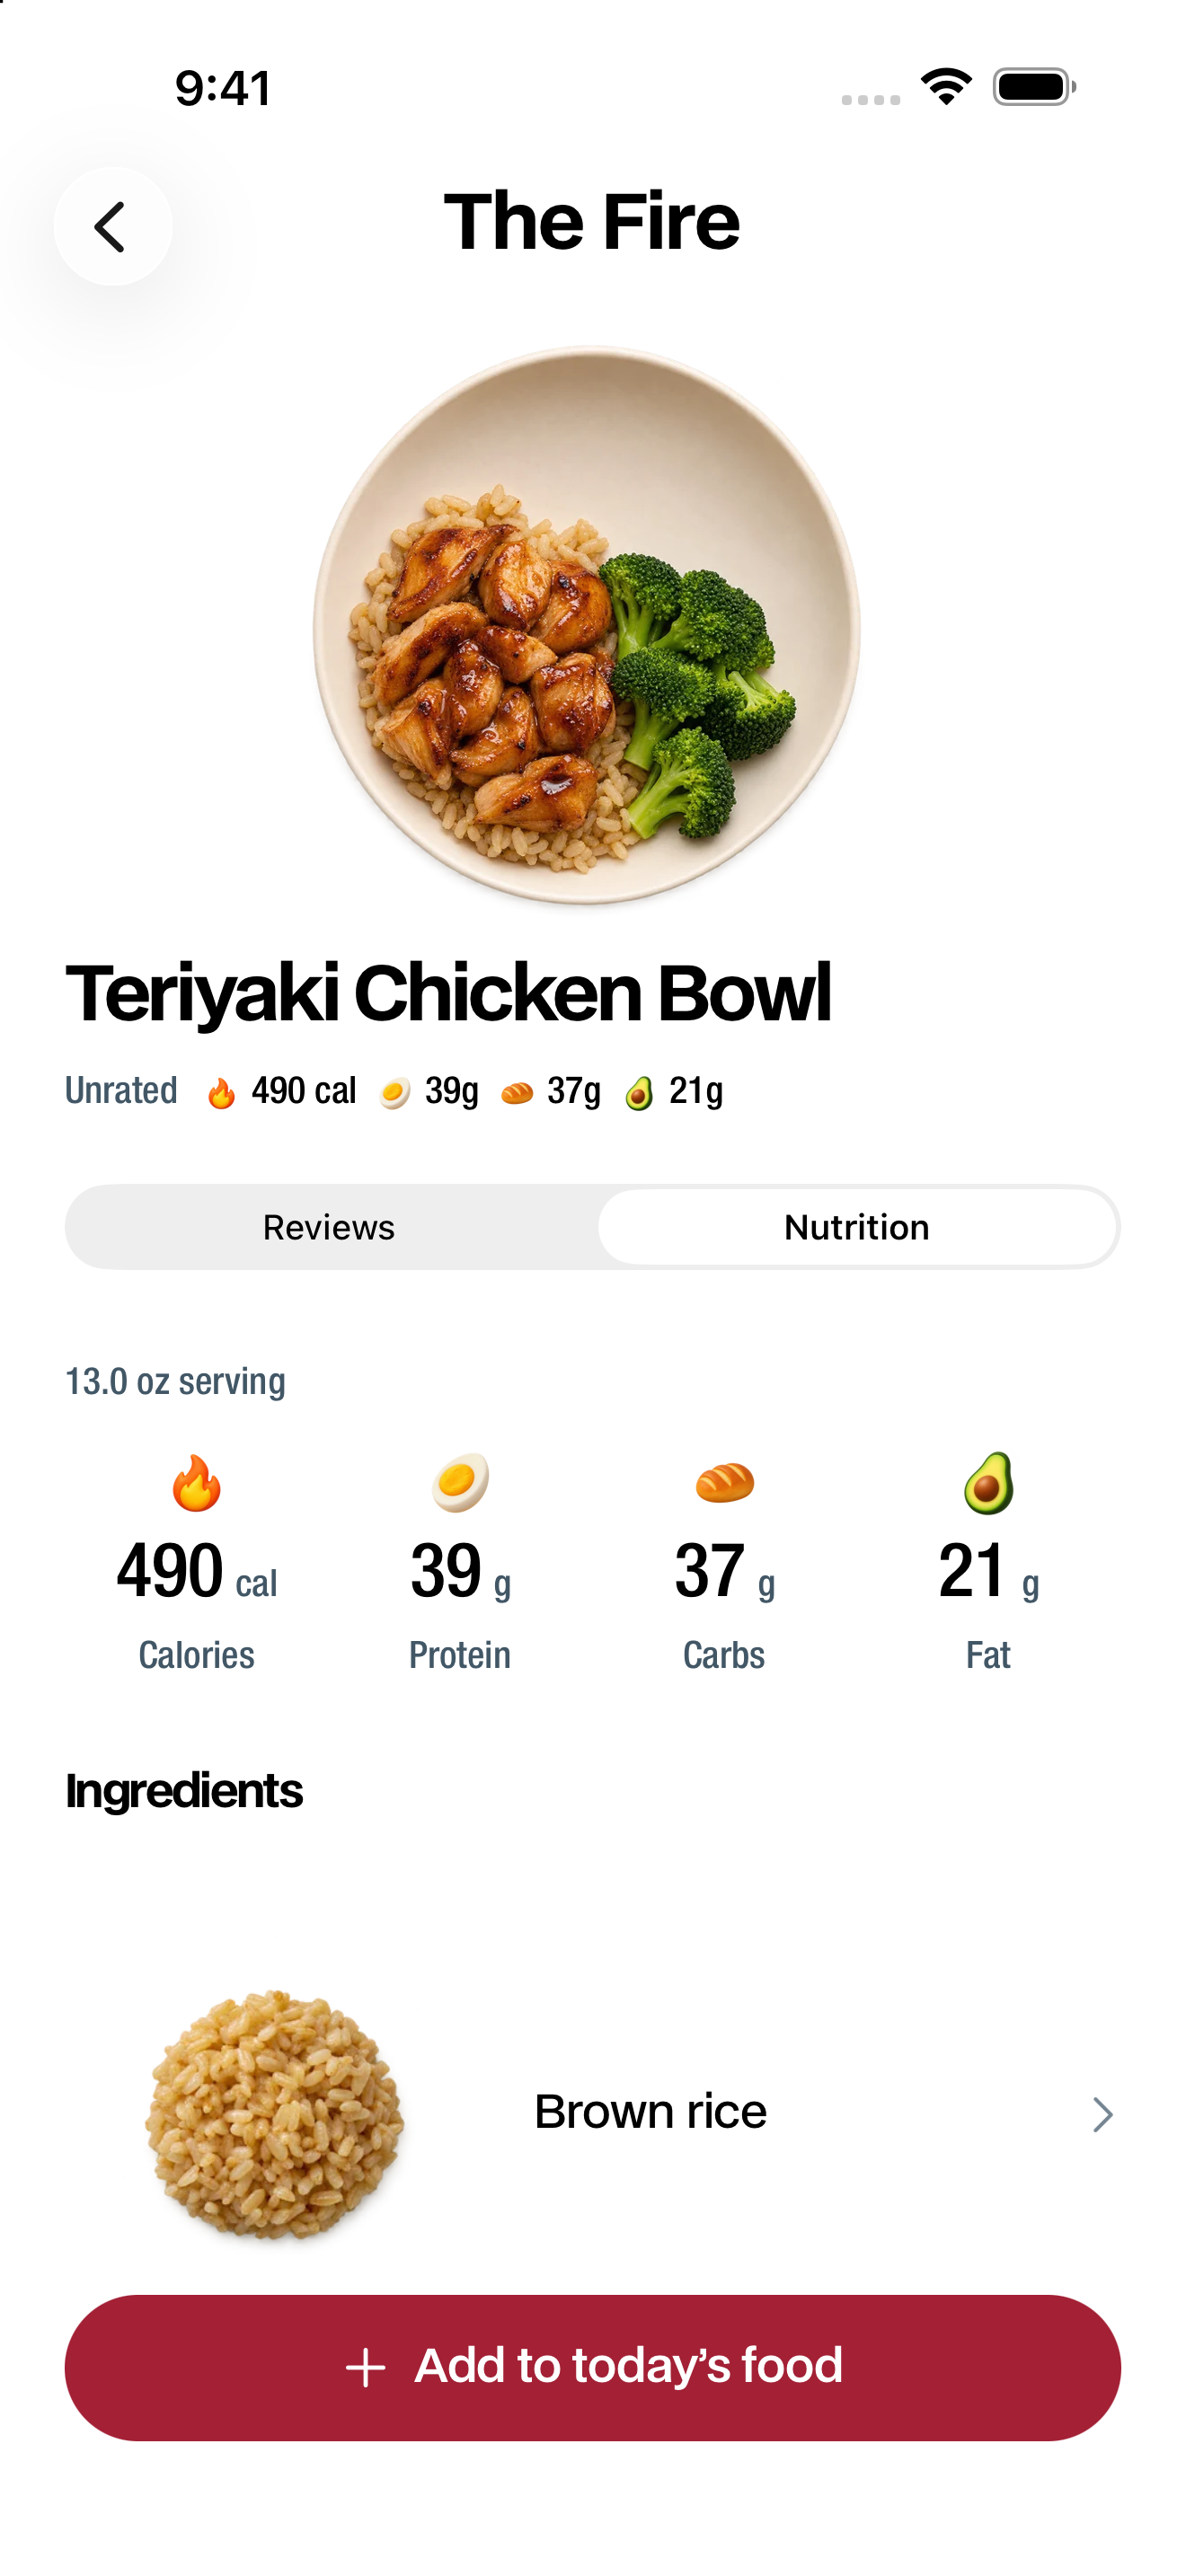 9:41
The Fire
Teriyaki Chicken Bowl
Unrated 🔥 490 cal 🥚 39g 🥖 37g 🥑 21g
Reviews Nutrition
13.0 oz serving
490 cal 39 g 37 g 21 g
Calories Protein Carbs Fat
Ingredients
Brown rice
+ Add to today’s food